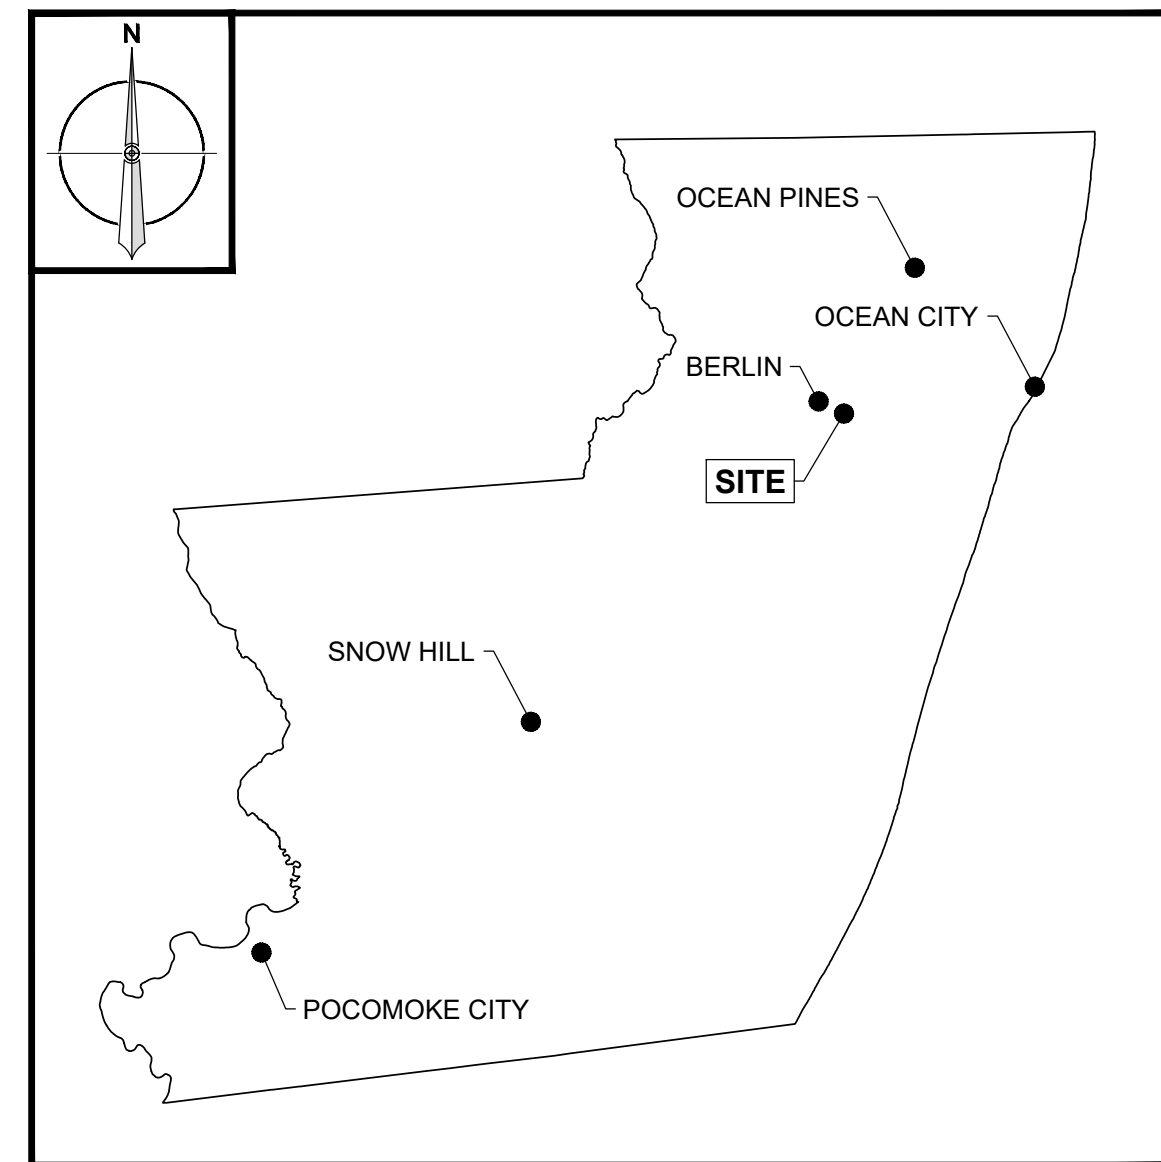 N
OCEAN PINES
OCEAN CITY
BERLIN
SITE
SNOW HILL
POCOMOKE CITY